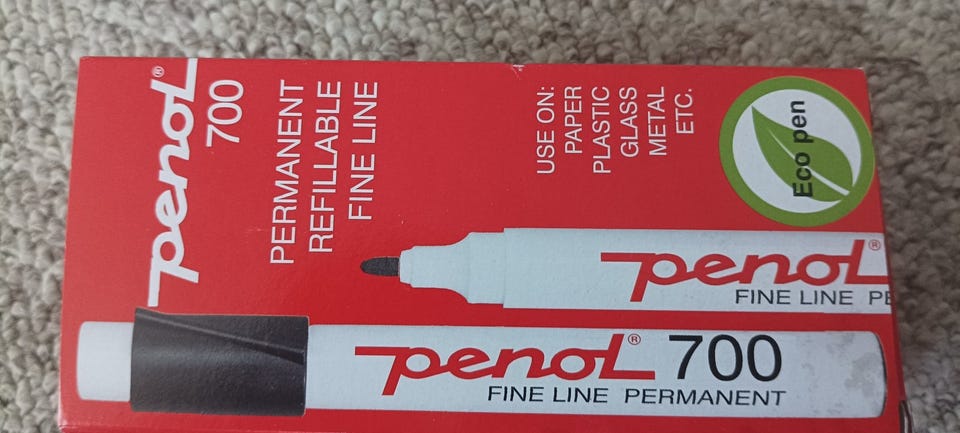 penol®
700
PERMANENT
REFILLABLE
FINE LINE
USE ON:
PAPER
PLASTIC
GLASS
METAL
ETC.
Eco pen
penol®
FINE LINE PE
penol® 700
FINE LINE PERMANENT